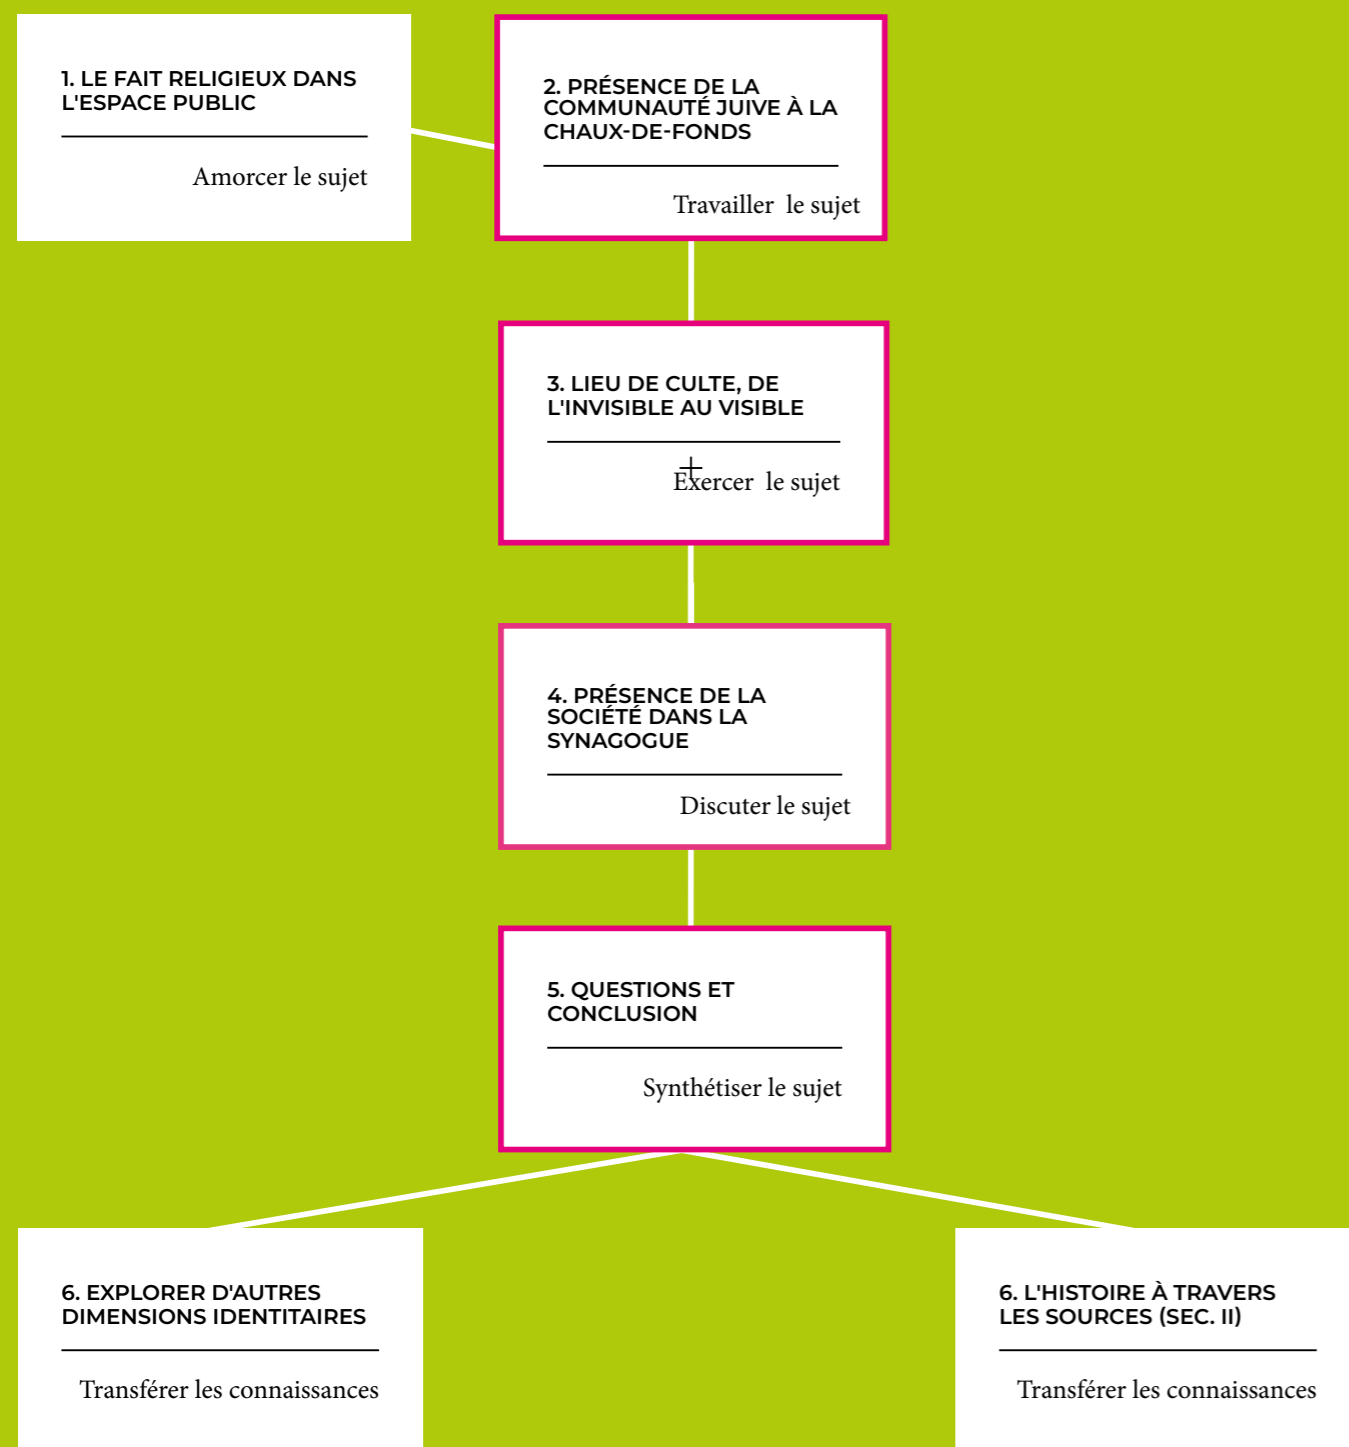 1. LE FAIT RELIGIEUX DANS
L'ESPACE PUBLIC
Amorcer le sujet
2. PRÉSENCE DE LA
COMMUNAUTÉ JUIVE À LA
CHAUX-DE-FONDS
Travailler le sujet
3. LIEU DE CULTE, DE
L'INVISIBLE AU VISIBLE
Exercer le sujet
4. PRÉSENCE DE LA
SOCIÉTÉ DANS LA
SYNAGOGUE
Discuter le sujet
5. QUESTIONS ET
CONCLUSION
Synthétiser le sujet
6. EXPLORER D'AUTRES
DIMENSIONS IDENTITAIRES
Transférer les connaissances
6. L'HISTOIRE À TRAVERS
LES SOURCES (SEC. II)
Transférer les connaissances